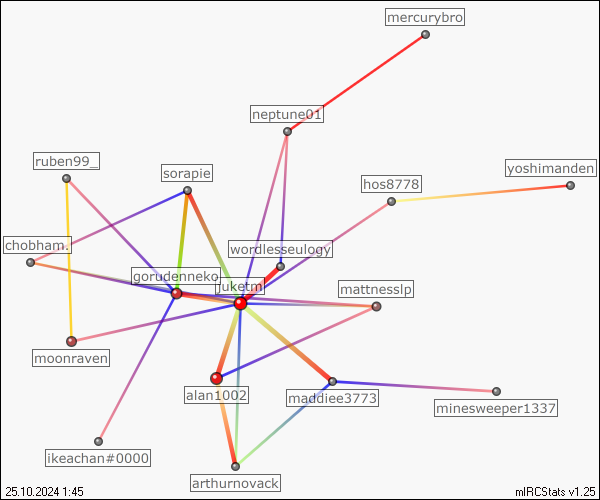 mercurybro
neptune01
ruben99_
sorapie
yoshimanden
hos8778
chobham.
wordlesseulogy
gorudenneko
juketm
mattnesslp
moonraven
alan1002
maddiee3773
minesweeper1337
ikeachan#0000
arthurnovack
25.10.2024 1:45
mIRCStats v1.25